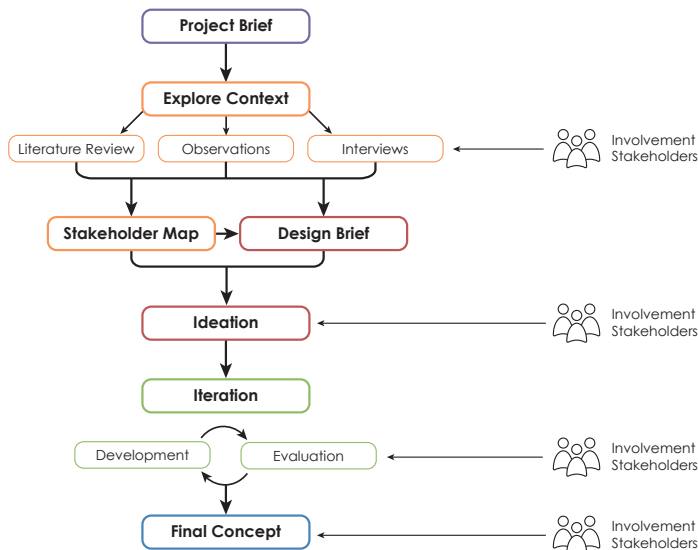 Project Brief
Explore Context
Literature Review
Observations
Interviews
Involvement
Stakeholders
Stakeholder Map
Design Brief
Ideation
Involvement
Stakeholders
Iteration
Development
Evaluation
Involvement
Stakeholders
Final Concept
Involvement
Stakeholders